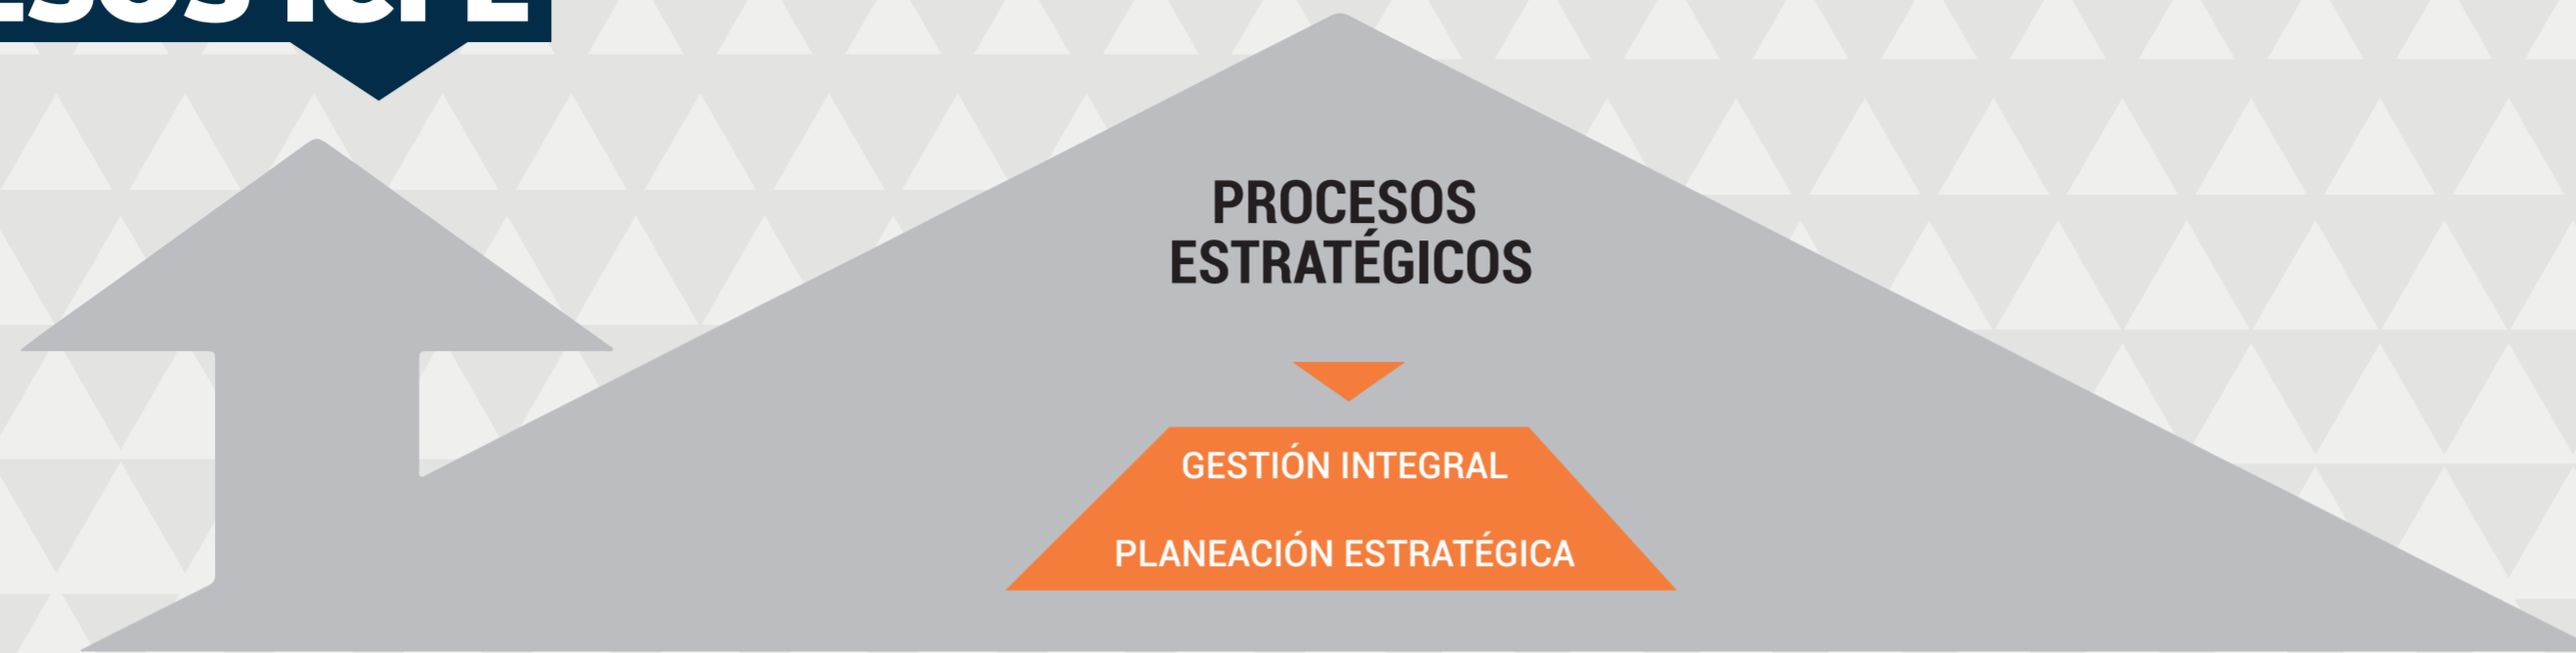 PROCESOS
ESTRATÉGICOS
GESTIÓN INTEGRAL
PLANEACIÓN ESTRATÉGICA